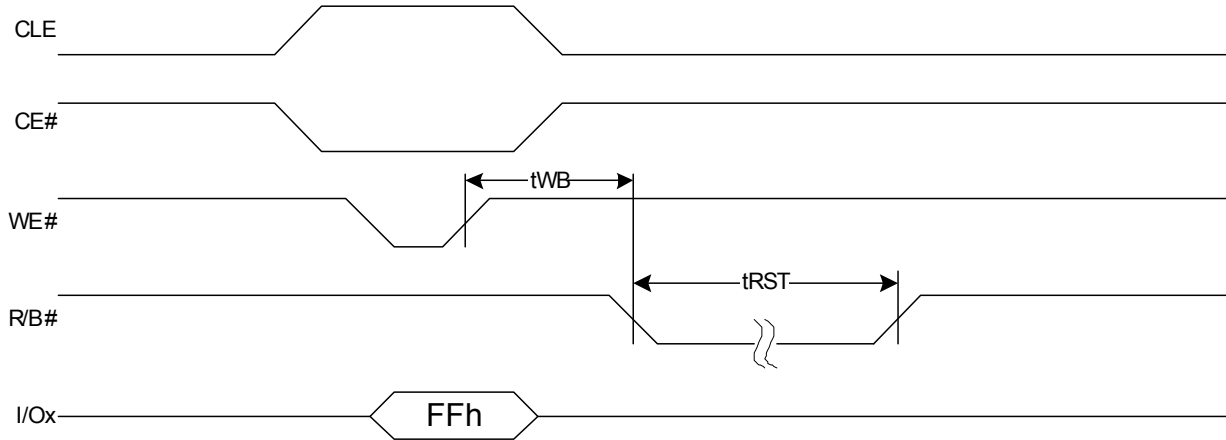 CLE
CE#
tWB
WE#
tRST
R/B#
I/Ox
FFh